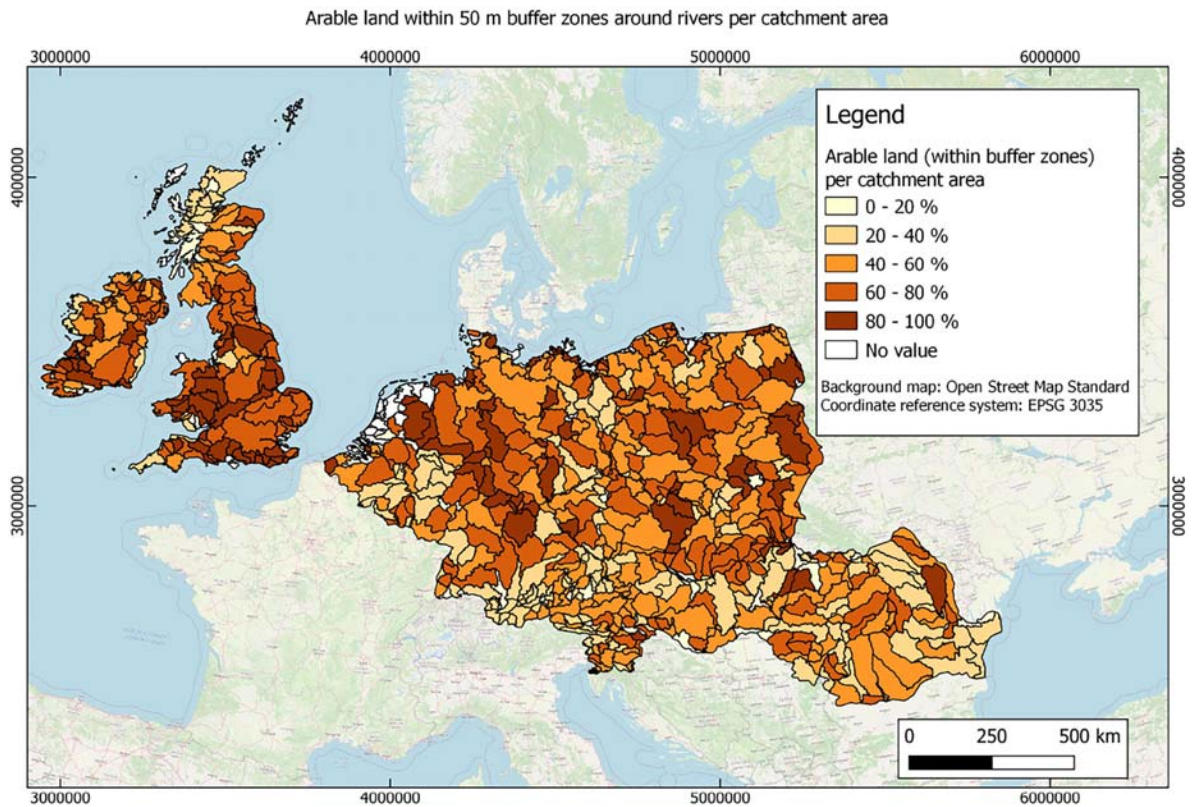 Arable land within 50 m buffer zones around rivers per catchment area
3000000 4000000 5000000 6000000
Legend
Arable land (within buffer zones)
per catchment area
0 - 20 %
20 - 40 %
40 - 60 %
60 - 80 %
80 - 100 %
No value
Background map: Open Street Map Standard
Coordinate reference system: EPSG 3035
4000000 4000000
3000000 3000000
0 250 500 km
3000000 4000000 5000000 6000000